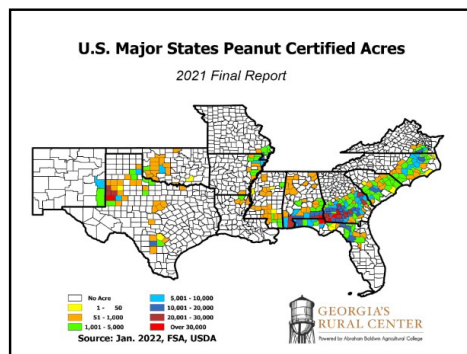 U.S. Major States Peanut Certified Acres
2021 Final Report
No Acre
1 - 50
51 - 1,000
1,001 - 5,000
5,001 - 10,000
10,001 - 20,000
20,001 - 30,000
Over 30,000
Source: Jan. 2022, FSA, USDA
GEORGIA'S
RURAL CENTER
Powered by Abraham Baldwin Agricultural College